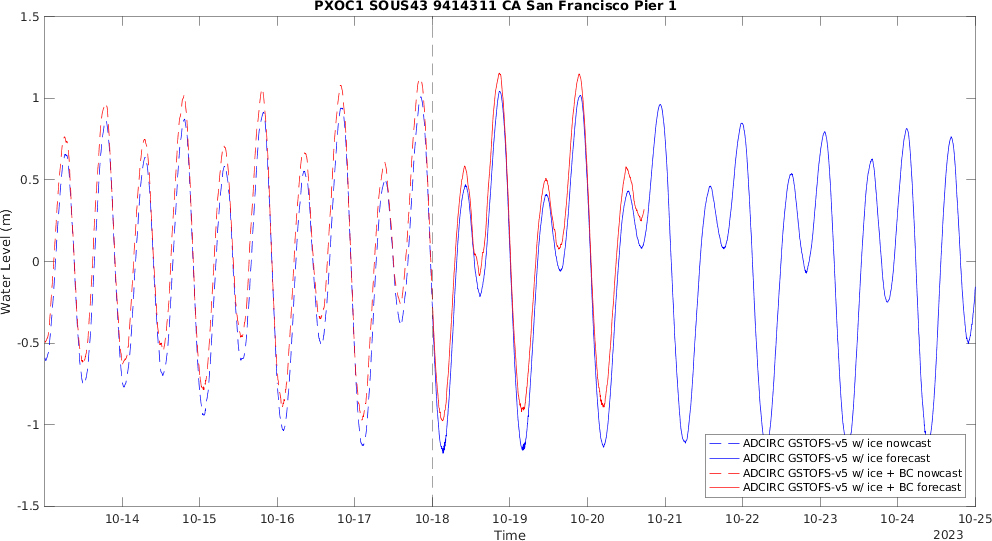 PXOC1 SOUS43 9414311 CA San Francisco Pier 1
1.5
1
0.5
0
-0.5
-1
-1.5
Water Level (m)
10-14
10-15
10-16
10-17
10-18
10-19
10-20
10-21
10-22
10-23
10-24
10-25
Time
2023
ADCIRC GSTOFS-v5 w/ ice nowcast
ADCIRC GSTOFS-v5 w/ ice forecast
ADCIRC GSTOFS-v5 w/ ice + BC nowcast
ADCIRC GSTOFS-v5 w/ ice + BC forecast